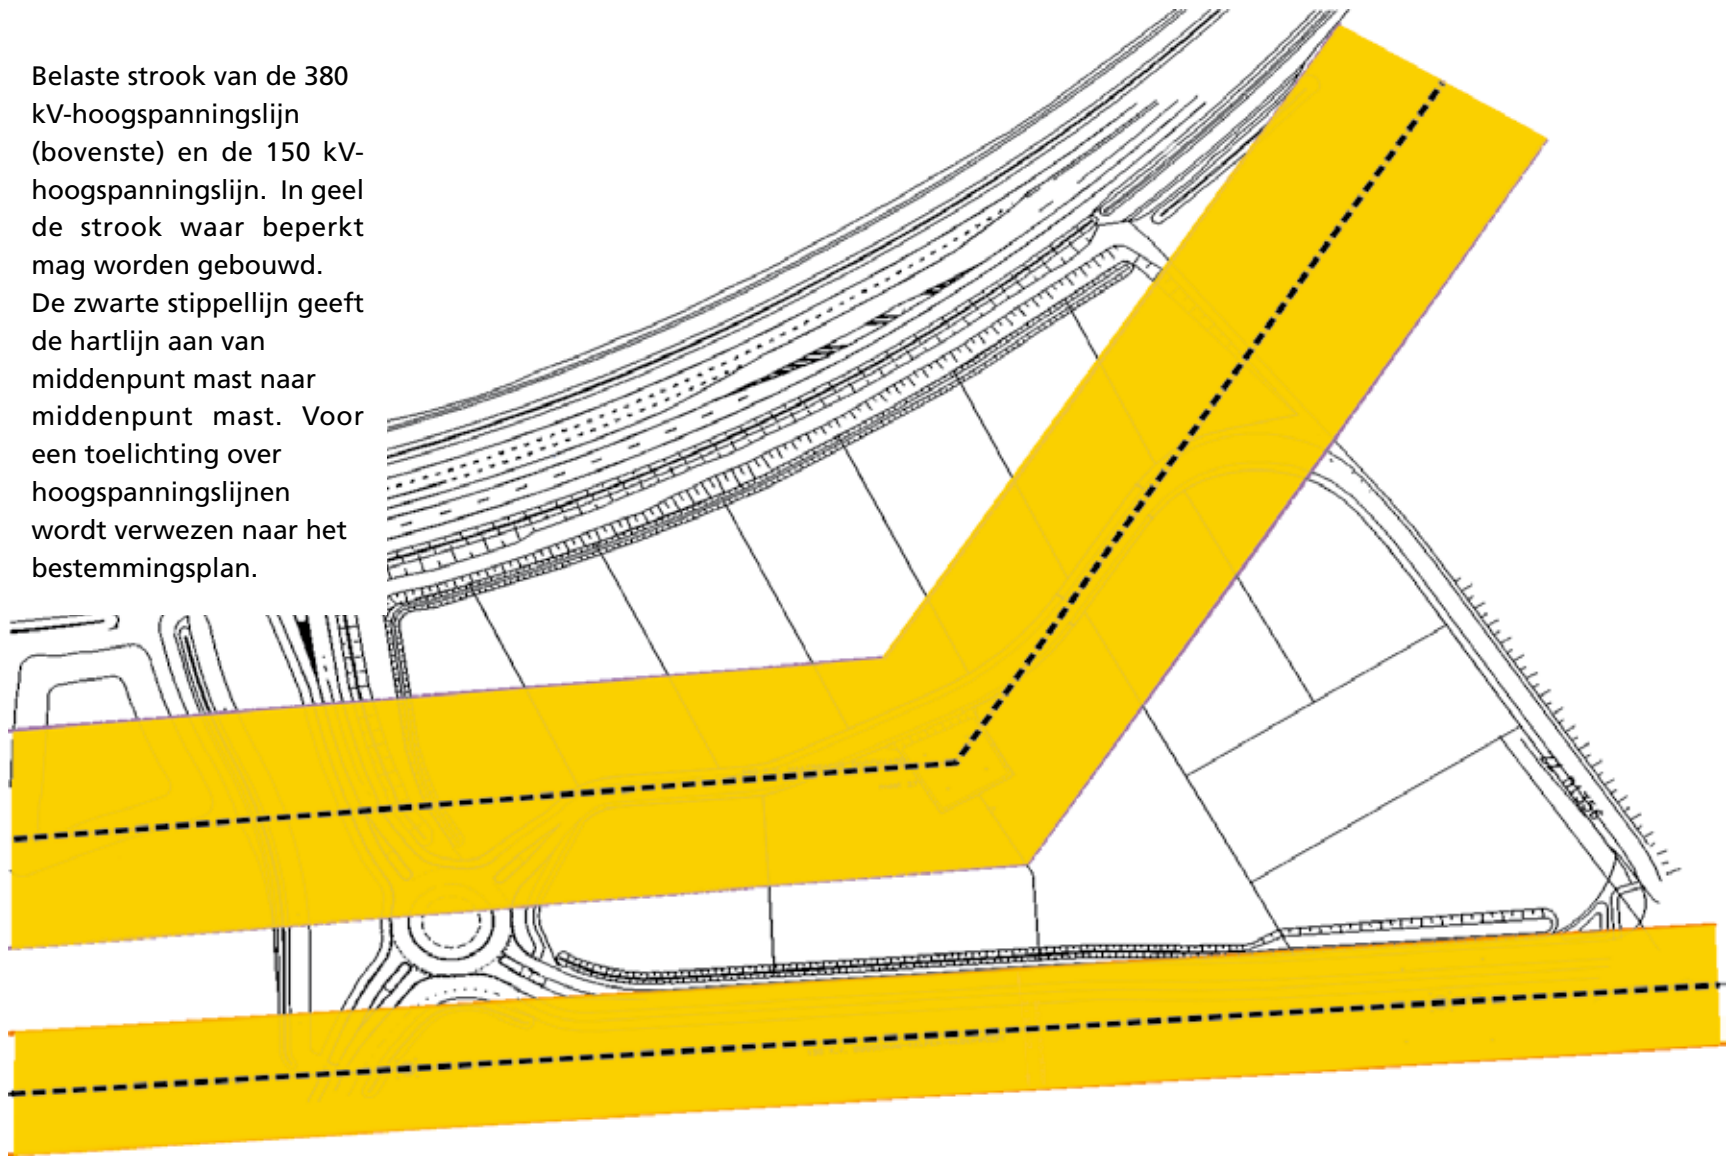 Belaste strook van de 380
kV-hoogspanningslijn
(bovenste) en de 150 kV-
hoogspanningslijn. In geel
de strook waar beperkt
mag worden gebouwd.
De zwarte stippellijn geeft
de hartlijn aan van
middenpunt mast naar
middenpunt mast. Voor
een toelichting over
hoogspanningslijnen
wordt verwezen naar het
bestemmingsplan.